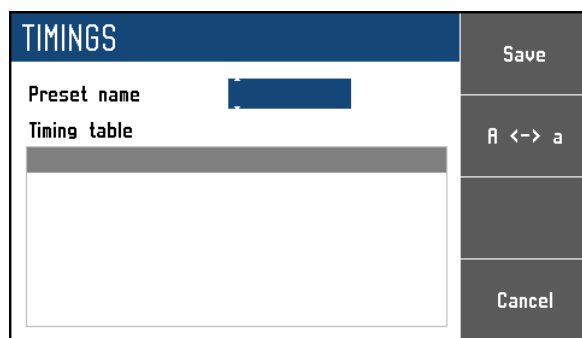 TIMINGS
Preset name
Timing table
Save
A <-> a
Cancel